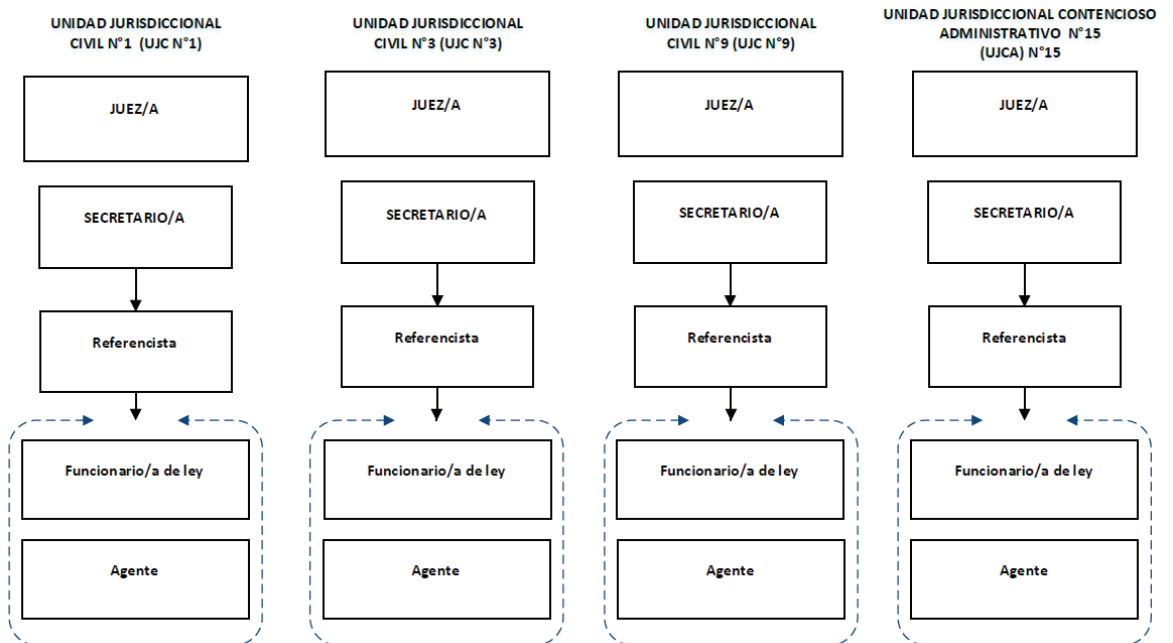 UNIDAD JURISDICCIONAL
CIVIL N°1 (UJC N°1)
JUEZ/A
SECRETARIO/A
Referencista
Funcionario/a de ley
Agente
UNIDAD JURISDICCIONAL
CIVIL N°3 (UJC N°3)
JUEZ/A
SECRETARIO/A
Referencista
Funcionario/a de ley
Agente
UNIDAD JURISDICCIONAL
CIVIL N°9 (UJC N°9)
JUEZ/A
SECRETARIO/A
Referencista
Funcionario/a de ley
Agente
UNIDAD JURISDICCIONAL CONTENCIOSO
ADMINISTRATIVO N°15
(UJCA) N°15
JUEZ/A
SECRETARIO/A
Referencista
Funcionario/a de ley
Agente